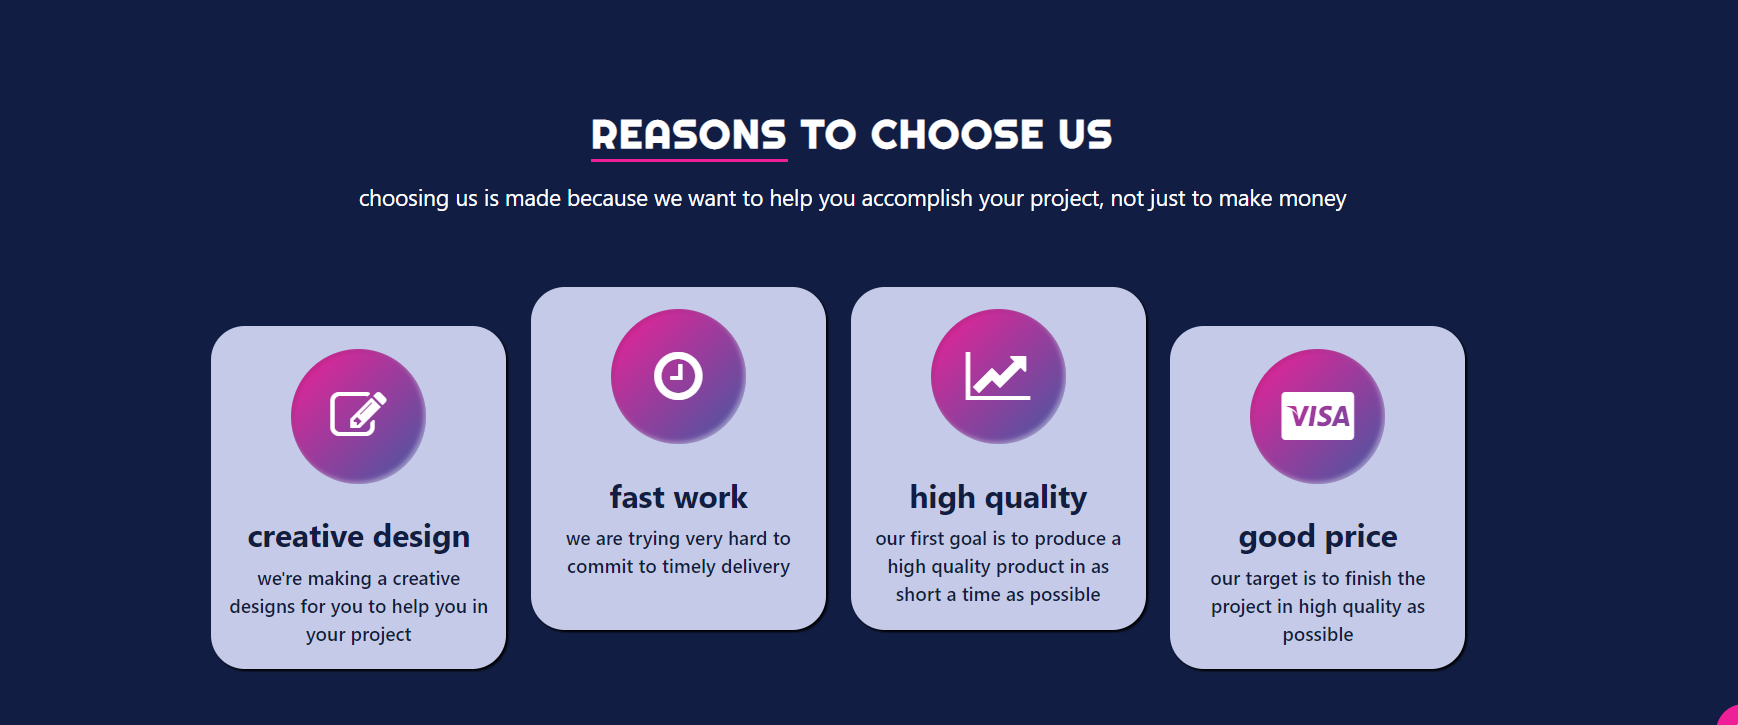 REASONS TO CHOOSE US
choosing us is made because we want to help you accomplish your project, not just to make money
creative design
we're making a creative
designs for you to help you in
your project
fast work
we are trying very hard to
commit to timely delivery
high quality
our first goal is to produce a
high quality product in as
short a time as possible
VISA
good price
our target is to finish the
project in high quality as
possible